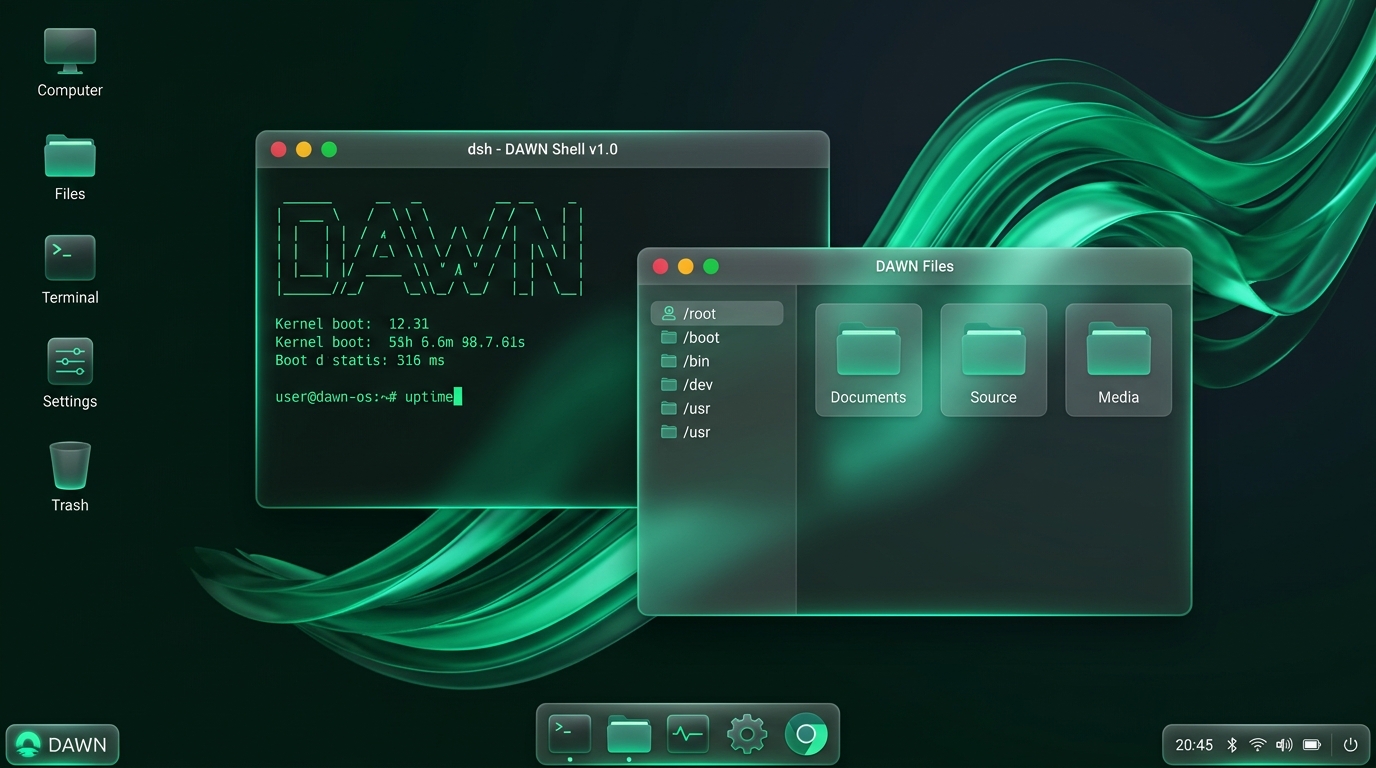 Computer
Files
Terminal
Settings
Trash
dsh - DAWN Shell v1.0
DAWN
Kernel boot: 12.31
Kernel boot: 6.6m 98.7.61s
Boot d statis: 316 ms
user@dawn-os:~# uptime
DAWN Files
/root
/boot
/bin
/dev
/usr
/usr
Documents
Source
Media
>_
>_
DAWN
20:45